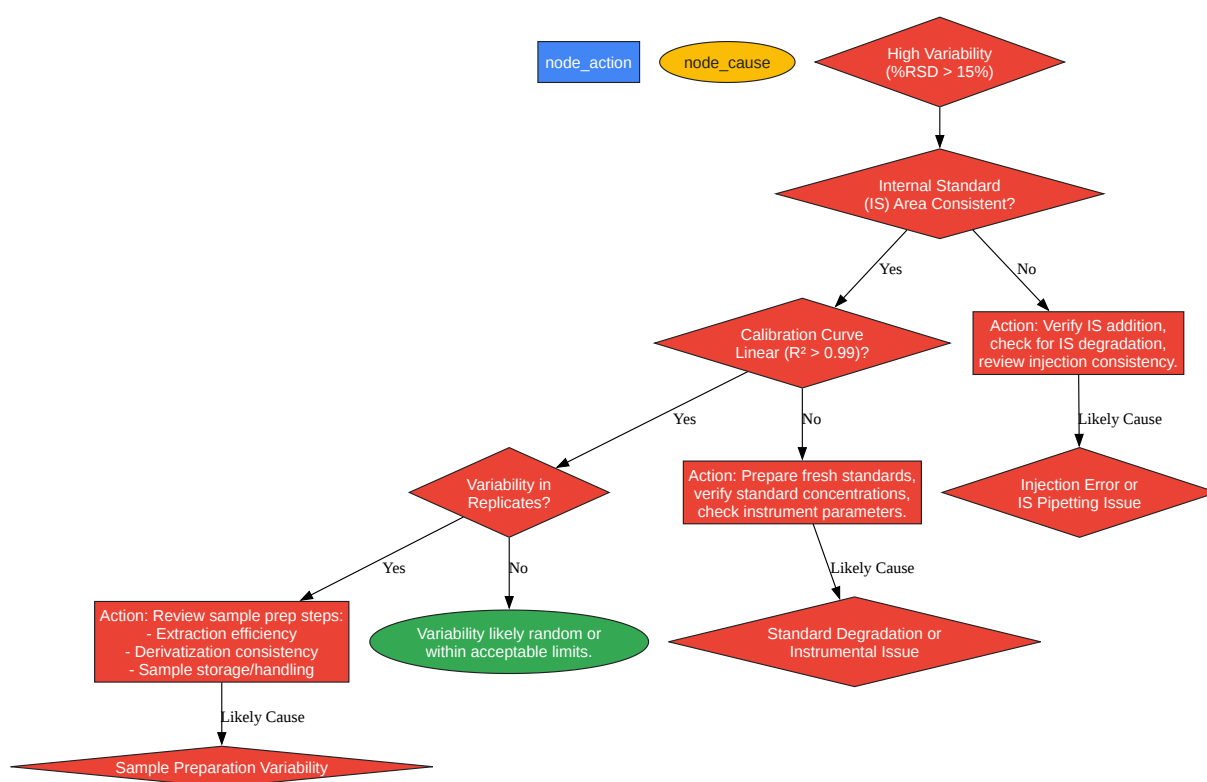 node_action
node_cause
High Variability
(%RSD > 15%)
Internal Standard
(IS) Area Consistent?
Yes
No
Calibration Curve
Linear (R² > 0.99)?
Action: Verify IS addition,
check for IS degradation,
review injection consistency.
Yes
No
Likely Cause
Variability in
Replicates?
Action: Prepare fresh standards,
verify standard concentrations,
check instrument parameters.
Injection Error or
IS Pipetting Issue
Yes
No
Likely Cause
Action: Review sample prep steps:
- Extraction efficiency
- Derivatization consistency
- Sample storage/handling
Variability likely random or
within acceptable limits.
Standard Degradation or
Instrumental Issue
Likely Cause
Sample Preparation Variability